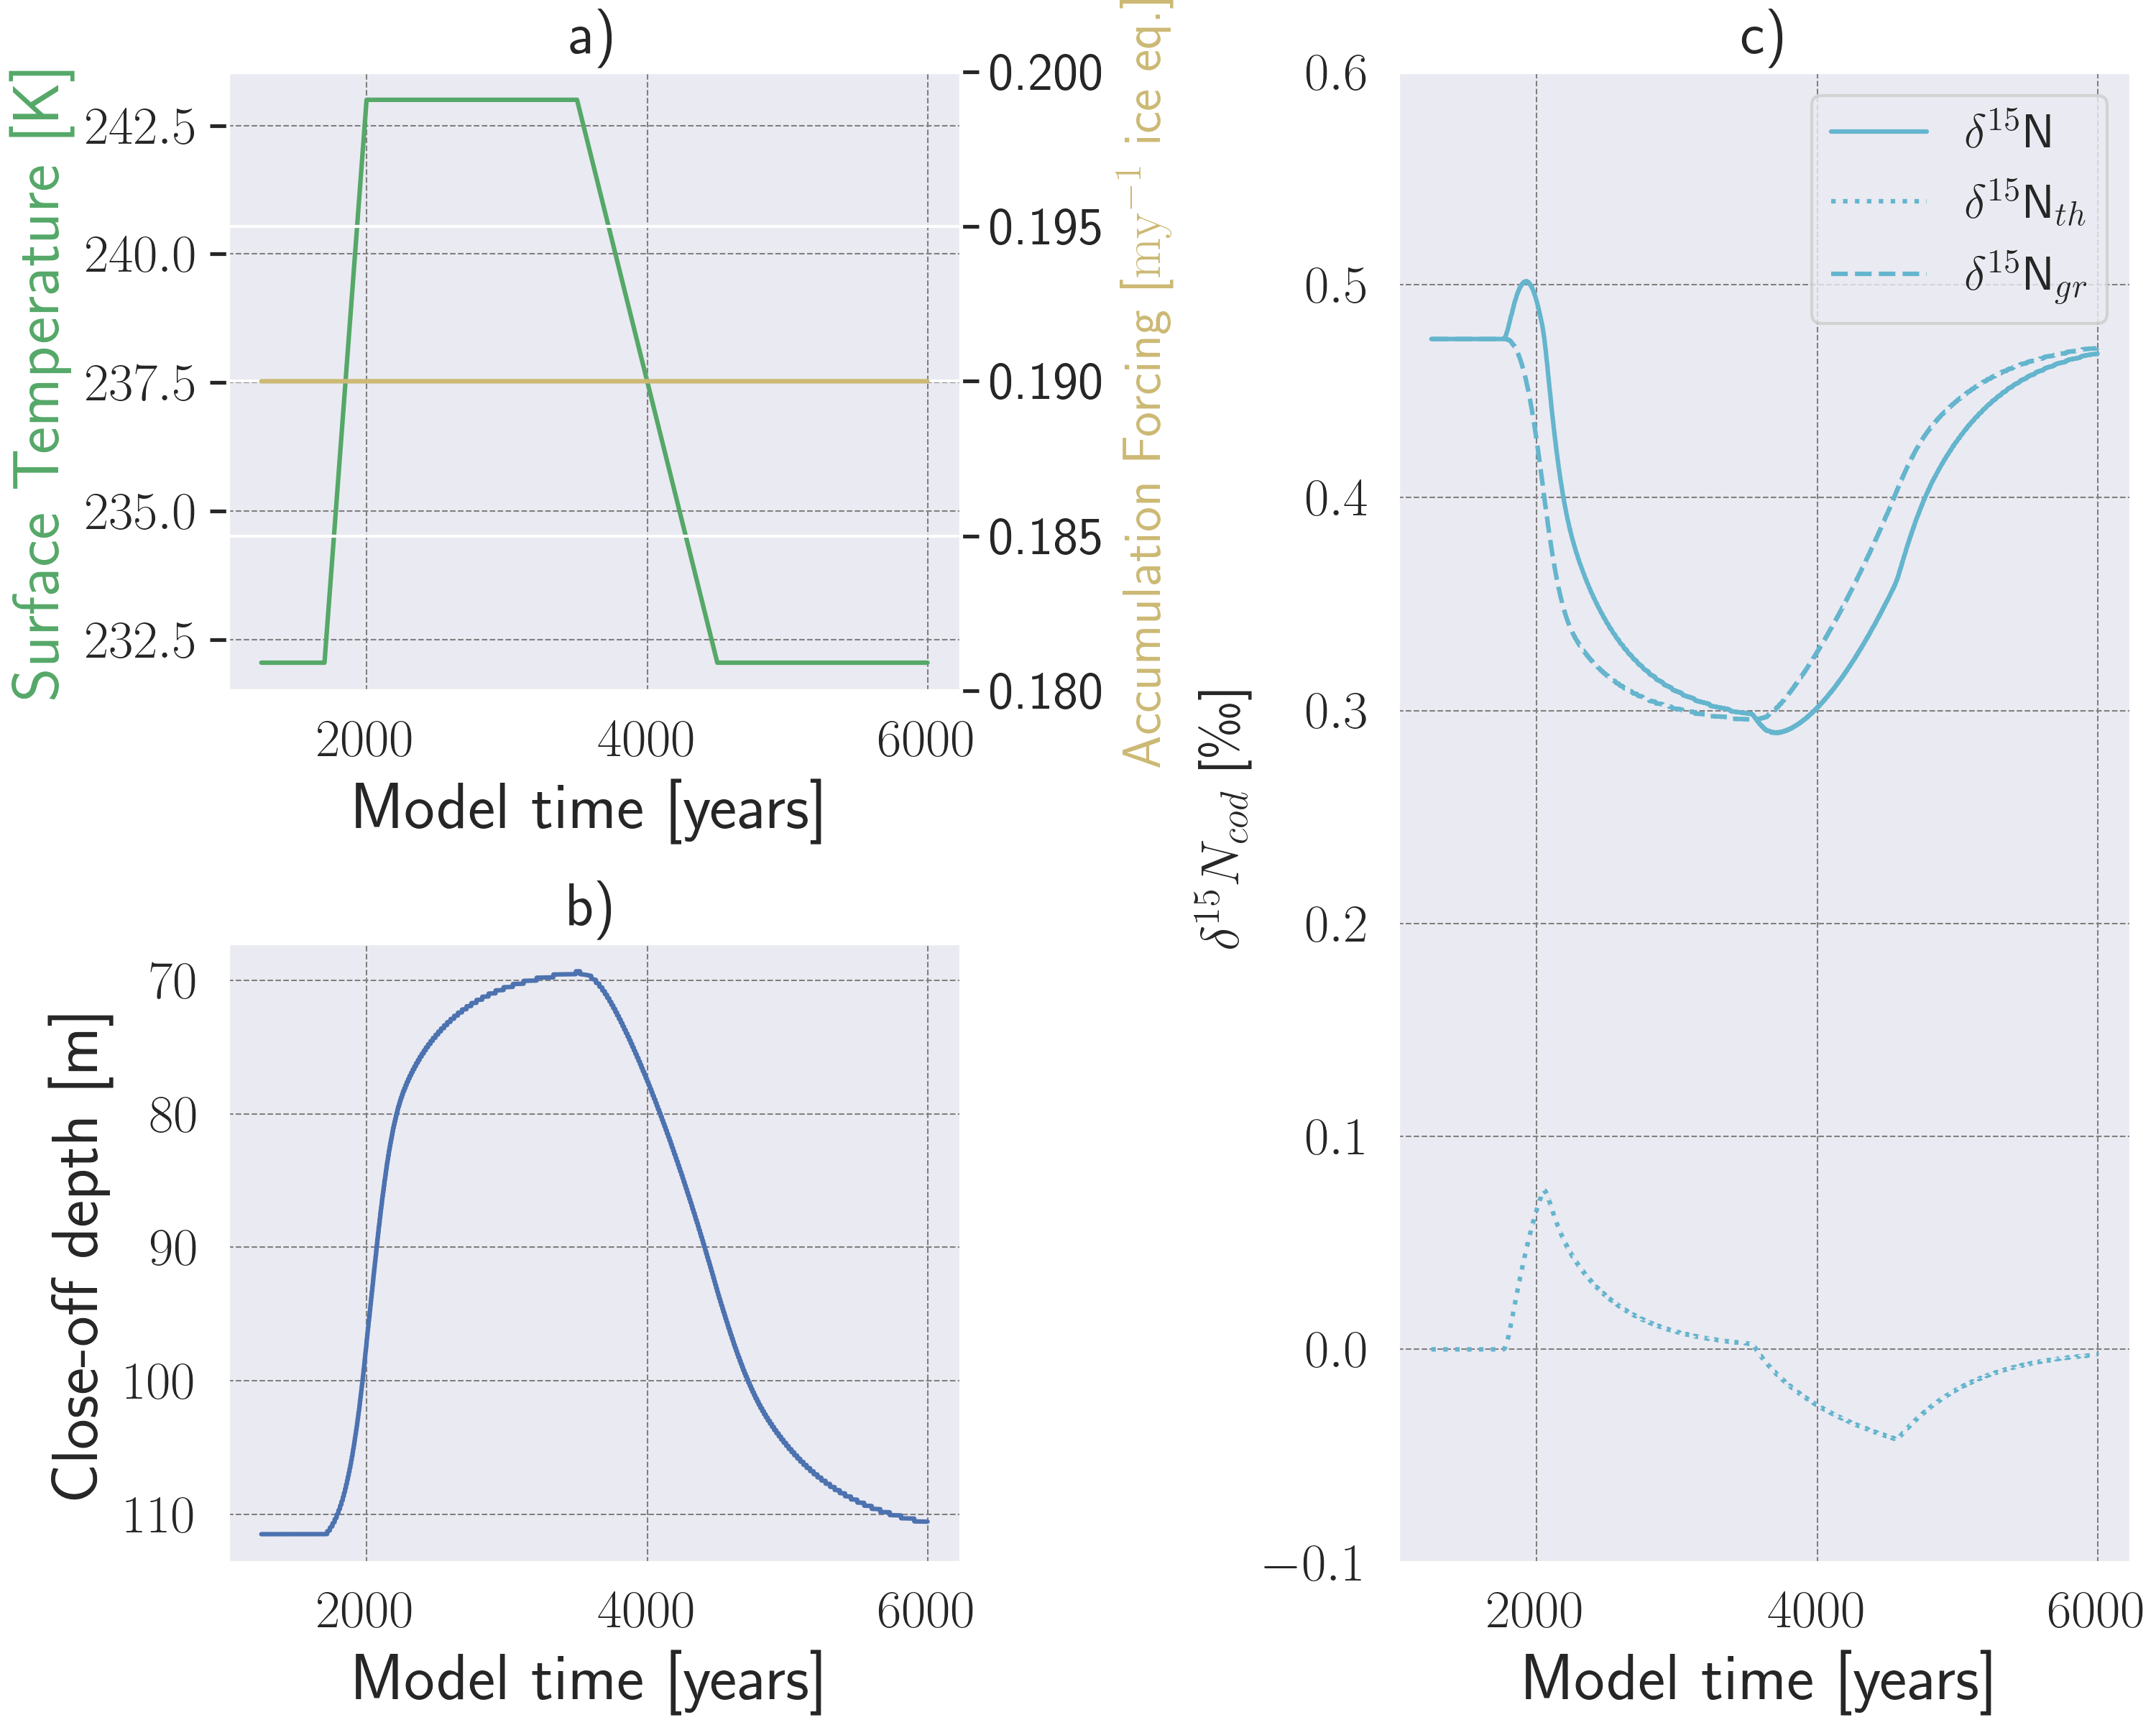 a)
Surface Temperature [K]
242.5
240.0
237.5
235.0
232.5
0.200
0.195
0.190
0.185
0.180
Accumulation Forcing [my⁻¹ ice eq.]
2000 4000 6000
Model time [years]
b)
Close-off depth [m]
70
80
90
100
110
2000 4000 6000
Model time [years]
c)
δ¹⁵N_cod [‰]
0.6
0.5
0.4
0.3
0.2
0.1
0.0
−0.1
δ¹⁵N
δ¹⁵N_th
δ¹⁵N_gr
2000 4000 6000
Model time [years]